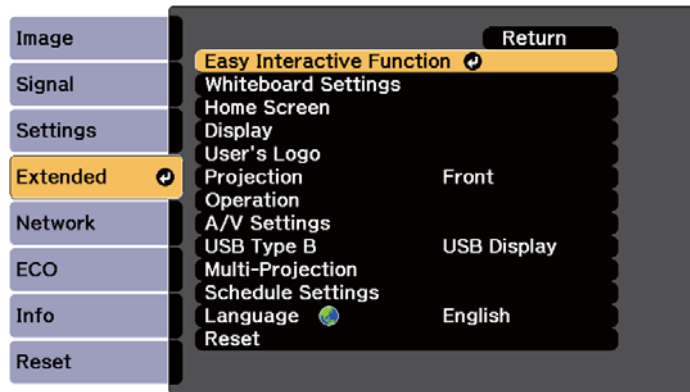 Image
Signal
Settings
Extended
Network
ECO
Info
Reset
Return
Easy Interactive Function
Whiteboard Settings
Home Screen
Display
User's Logo
Projection Front
Operation
A/V Settings
USB Type B USB Display
Multi-Projection
Schedule Settings
Language English
Reset